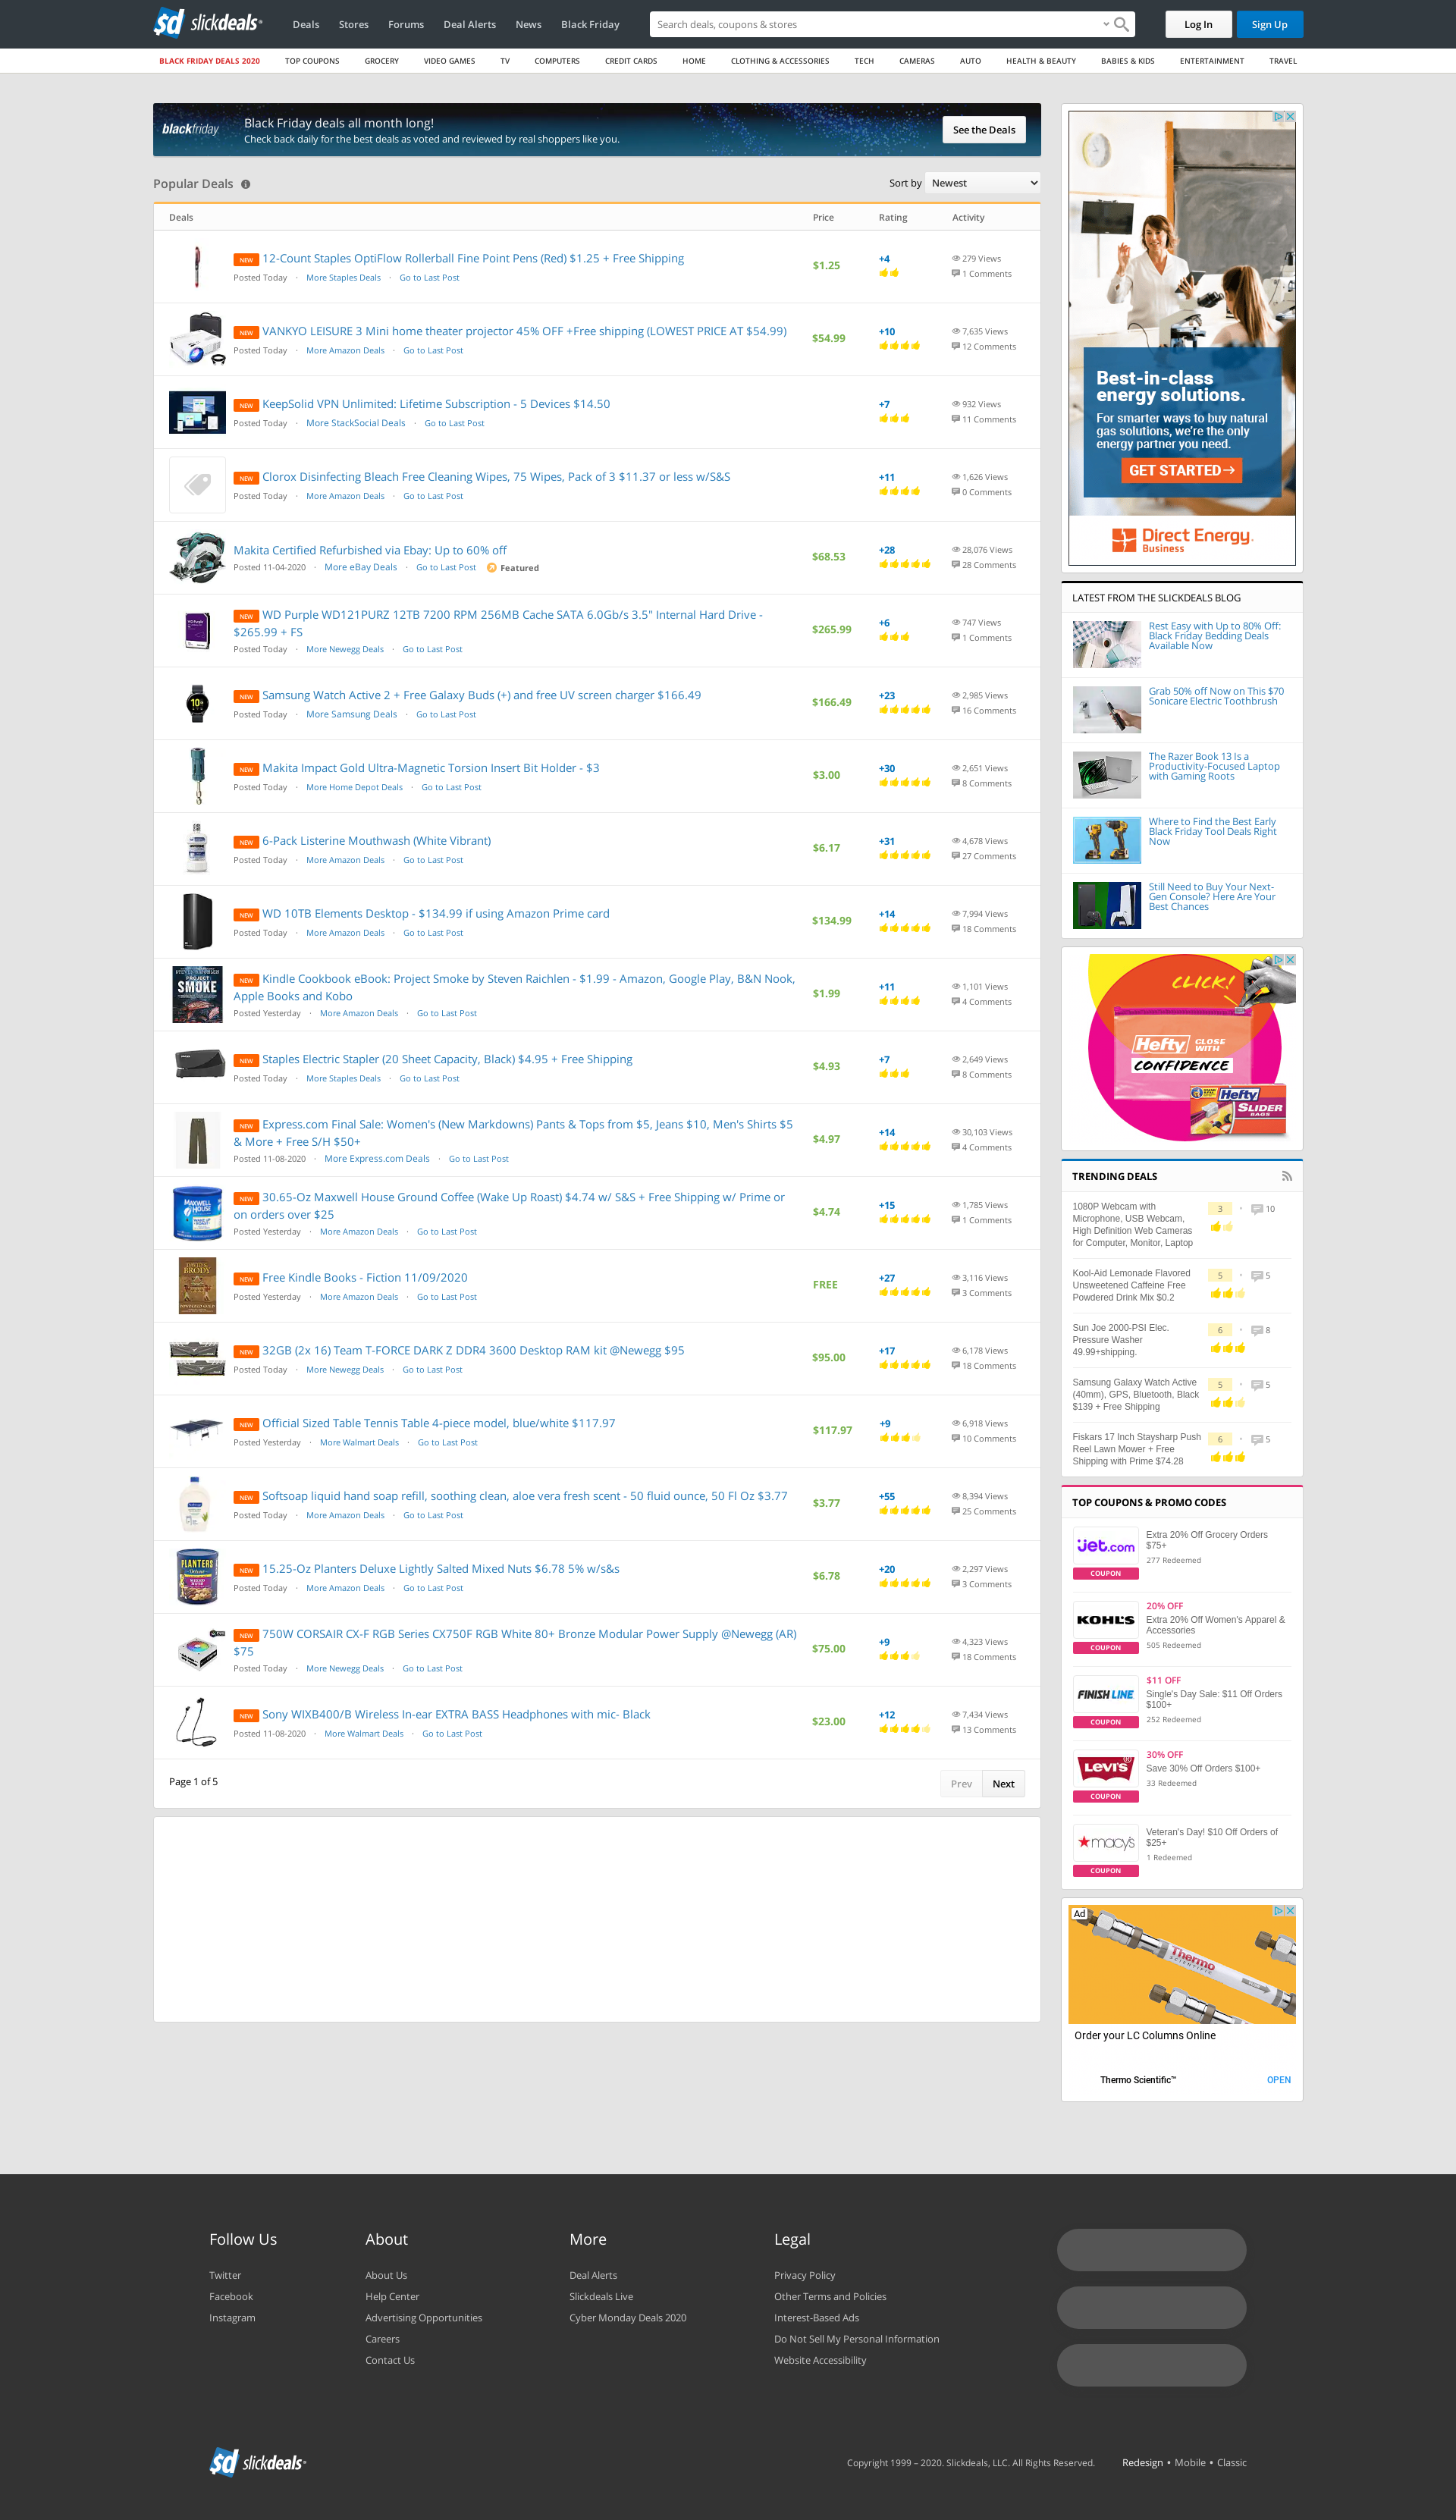 sd slickdeals
Deals Stores Forums Deal Alerts News Black Friday
Search deals, coupons & stores
Log In
Sign Up
BLACK FRIDAY DEALS 2020 TOP COUPONS GROCERY VIDEO GAMES TV COMPUTERS CREDIT CARDS HOME CLOTHING & ACCESSORIES TECH CAMERAS AUTO HEALTH & BEAUTY BABIES & KIDS ENTERTAINMENT TRAVEL
blackfriday
Black Friday deals all month long!
Check back daily for the best deals as voted and reviewed by real shoppers like you.
See the Deals
Popular Deals
Sort by Newest
Deals Price Rating Activity
NEW 12-Count Staples OptiFlow Rollerball Fine Point Pens (Red) $1.25 + Free Shipping
Posted Today · More Staples Deals · Go to Last Post
$1.25
+4
279 Views
1 Comments
NEW VANKYO LEISURE 3 Mini home theater projector 45% OFF +Free shipping (LOWEST PRICE AT $54.99)
Posted Today · More Amazon Deals · Go to Last Post
$54.99
+10
7,635 Views
12 Comments
NEW KeepSolid VPN Unlimited: Lifetime Subscription - 5 Devices $14.50
Posted Today · More StackSocial Deals · Go to Last Post
+7
932 Views
11 Comments
NEW Clorox Disinfecting Bleach Free Cleaning Wipes, 75 Wipes, Pack of 3 $11.37 or less w/S&S
Posted Today · More Amazon Deals · Go to Last Post
+11
1,626 Views
0 Comments
Makita Certified Refurbished via Ebay: Up to 60% off
Posted 11-04-2020 · More eBay Deals · Go to Last Post Featured
$68.53
+28
28,076 Views
28 Comments
NEW WD Purple WD121PURZ 12TB 7200 RPM 256MB Cache SATA 6.0Gb/s 3.5" Internal Hard Drive -
$265.99 + FS
Posted Today · More Newegg Deals · Go to Last Post
$265.99
+6
747 Views
1 Comments
NEW Samsung Watch Active 2 + Free Galaxy Buds (+) and free UV screen charger $166.49
Posted Today · More Samsung Deals · Go to Last Post
$166.49
+23
2,985 Views
16 Comments
NEW Makita Impact Gold Ultra-Magnetic Torsion Insert Bit Holder - $3
Posted Today · More Home Depot Deals · Go to Last Post
$3.00
+30
2,651 Views
8 Comments
NEW 6-Pack Listerine Mouthwash (White Vibrant)
Posted Today · More Amazon Deals · Go to Last Post
$6.17
+31
4,678 Views
27 Comments
NEW WD 10TB Elements Desktop - $134.99 if using Amazon Prime card
Posted Today · More Amazon Deals · Go to Last Post
$134.99
+14
7,994 Views
18 Comments
PROJECT
SMOKE
NEW Kindle Cookbook eBook: Project Smoke by Steven Raichlen - $1.99 - Amazon, Google Play, B&N Nook,
Apple Books and Kobo
Posted Yesterday · More Amazon Deals · Go to Last Post
$1.99
+11
1,101 Views
4 Comments
NEW Staples Electric Stapler (20 Sheet Capacity, Black) $4.95 + Free Shipping
Posted Today · More Staples Deals · Go to Last Post
$4.93
+7
2,649 Views
8 Comments
NEW Express.com Final Sale: Women's (New Markdowns) Pants & Tops from $5, Jeans $10, Men's Shirts $5
& More + Free S/H $50+
Posted 11-08-2020 · More Express.com Deals · Go to Last Post
$4.97
+14
30,103 Views
4 Comments
MAXWELL
HOUSE
NEW 30.65-Oz Maxwell House Ground Coffee (Wake Up Roast) $4.74 w/ S&S + Free Shipping w/ Prime or
on orders over $25
Posted Yesterday · More Amazon Deals · Go to Last Post
$4.74
+15
1,785 Views
1 Comments
BRODY
NEW Free Kindle Books - Fiction 11/09/2020
Posted Yesterday · More Amazon Deals · Go to Last Post
FREE
+27
3,116 Views
3 Comments
NEW 32GB (2x 16) Team T-FORCE DARK Z DDR4 3600 Desktop RAM kit @Newegg $95
Posted Today · More Newegg Deals · Go to Last Post
$95.00
+17
6,178 Views
18 Comments
NEW Official Sized Table Tennis Table 4-piece model, blue/white $117.97
Posted Yesterday · More Walmart Deals · Go to Last Post
$117.97
+9
6,918 Views
10 Comments
NEW Softsoap liquid hand soap refill, soothing clean, aloe vera fresh scent - 50 fluid ounce, 50 Fl Oz $3.77
Posted Today · More Amazon Deals · Go to Last Post
$3.77
+55
8,394 Views
25 Comments
PLANTERS
NEW 15.25-Oz Planters Deluxe Lightly Salted Mixed Nuts $6.78 5% w/s&s
Posted Today · More Amazon Deals · Go to Last Post
$6.78
+20
2,297 Views
3 Comments
NEW 750W CORSAIR CX-F RGB Series CX750F RGB White 80+ Bronze Modular Power Supply @Newegg (AR)
$75
Posted Today · More Newegg Deals · Go to Last Post
$75.00
+9
4,323 Views
18 Comments
NEW Sony WIXB400/B Wireless In-ear EXTRA BASS Headphones with mic- Black
Posted 11-08-2020 · More Walmart Deals · Go to Last Post
$23.00
+12
7,434 Views
13 Comments
Page 1 of 5
Prev Next
Best-in-class
energy solutions.
For smarter ways to buy natural
gas solutions, we're the only
energy partner you need.
GET STARTED→
Direct Energy.
Business
LATEST FROM THE SLICKDEALS BLOG
Rest Easy with Up to 80% Off:
Black Friday Bedding Deals
Available Now
Grab 50% off Now on This $70
Sonicare Electric Toothbrush
The Razer Book 13 Is a
Productivity-Focused Laptop
with Gaming Roots
Where to Find the Best Early
Black Friday Tool Deals Right
Now
Still Need to Buy Your Next-
Gen Console? Here Are Your
Best Chances
CLICK!
Hefty CLOSE WITH
CONFIDENCE
Hefty
SLIDER
BAGS
TRENDING DEALS
1080P Webcam with
Microphone, USB Webcam,
High Definition Web Cameras
for Computer, Monitor, Laptop
3 · 10
Kool-Aid Lemonade Flavored
Unsweetened Caffeine Free
Powdered Drink Mix $0.2
5 · 5
Sun Joe 2000-PSI Elec.
Pressure Washer
49.99+shipping.
6 · 8
Samsung Galaxy Watch Active
(40mm), GPS, Bluetooth, Black
$139 + Free Shipping
5 · 5
Fiskars 17 Inch Staysharp Push
Reel Lawn Mower + Free
Shipping with Prime $74.28
6 · 5
TOP COUPONS & PROMO CODES
jet.com
COUPON
Extra 20% Off Grocery Orders
$75+
277 Redeemed
KOHL'S
COUPON
20% OFF
Extra 20% Off Women's Apparel &
Accessories
505 Redeemed
FINISH LINE
COUPON
$11 OFF
Single's Day Sale: $11 Off Orders
$100+
252 Redeemed
LEVI'S
COUPON
30% OFF
Save 30% Off Orders $100+
33 Redeemed
macy's
COUPON
Veteran's Day! $10 Off Orders of
$25+
1 Redeemed
Ad
Thermo
SCIENTIFIC
Order your LC Columns Online
Thermo Scientific™
OPEN
Follow Us
Twitter
Facebook
Instagram
About
About Us
Help Center
Advertising Opportunities
Careers
Contact Us
More
Deal Alerts
Slickdeals Live
Cyber Monday Deals 2020
Legal
Privacy Policy
Other Terms and Policies
Interest-Based Ads
Do Not Sell My Personal Information
Website Accessibility
sd slickdeals
Copyright 1999 – 2020. Slickdeals, LLC. All Rights Reserved.
Redesign • Mobile • Classic